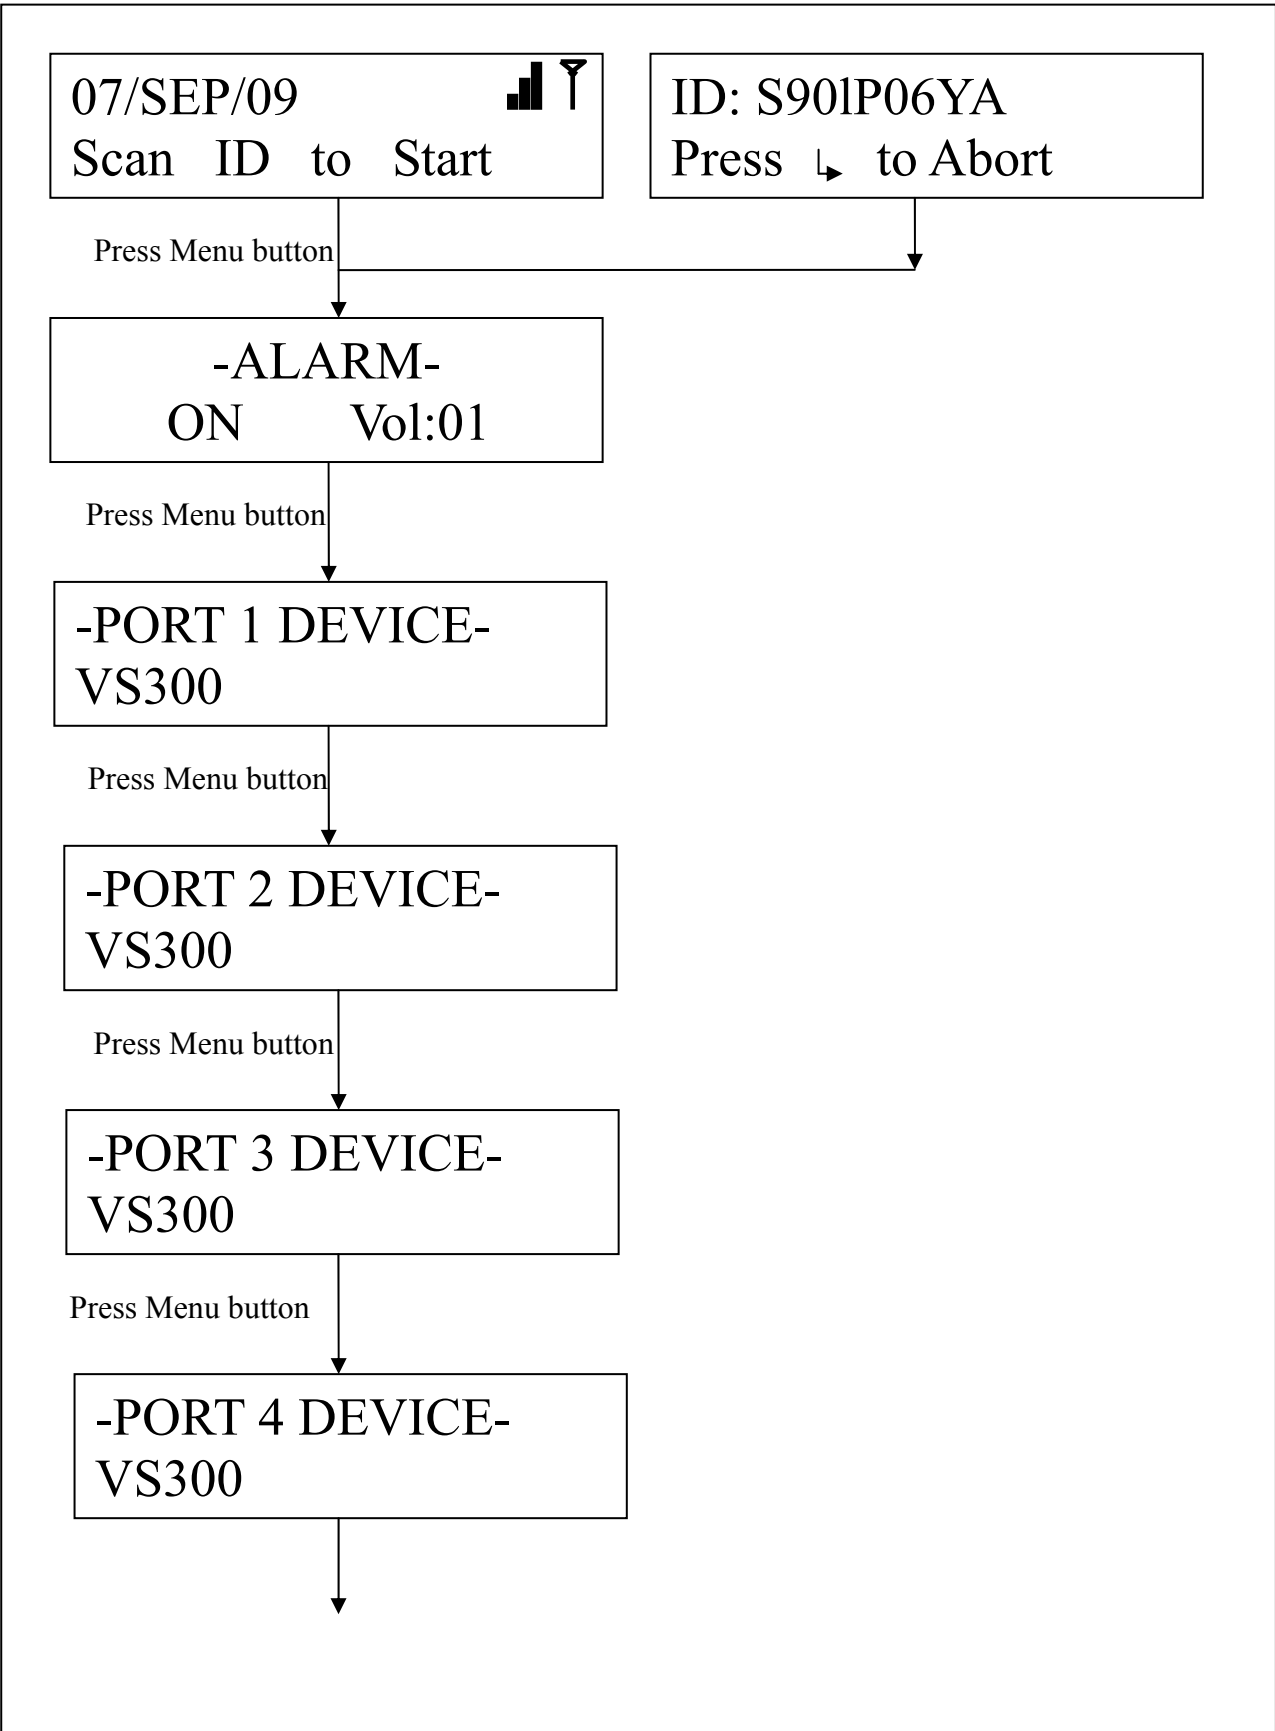 07/SEP/09
Scan ID to Start
ID: S90lP06YA
Press to Abort
Press Menu button
-ALARM-
ON Vol:01
Press Menu button
-PORT 1 DEVICE-
VS300
Press Menu button
-PORT 2 DEVICE-
VS300
Press Menu button
-PORT 3 DEVICE-
VS300
Press Menu button
-PORT 4 DEVICE-
VS300